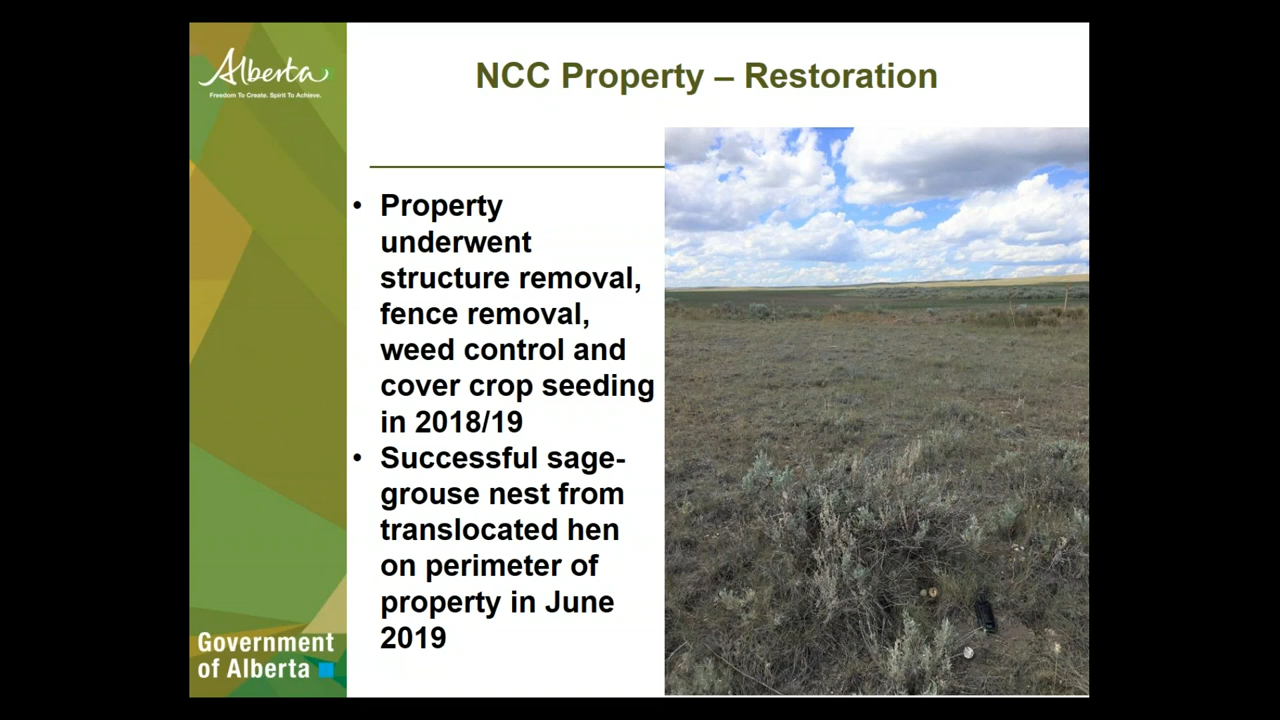 Alberta
Freedom To Create. Spirit To Achieve.
NCC Property – Restoration
• Property
underwent
structure removal,
fence removal,
weed control and
cover crop seeding
in 2018/19
• Successful sage-
grouse nest from
translocated hen
on perimeter of
property in June
2019
Government
of Alberta